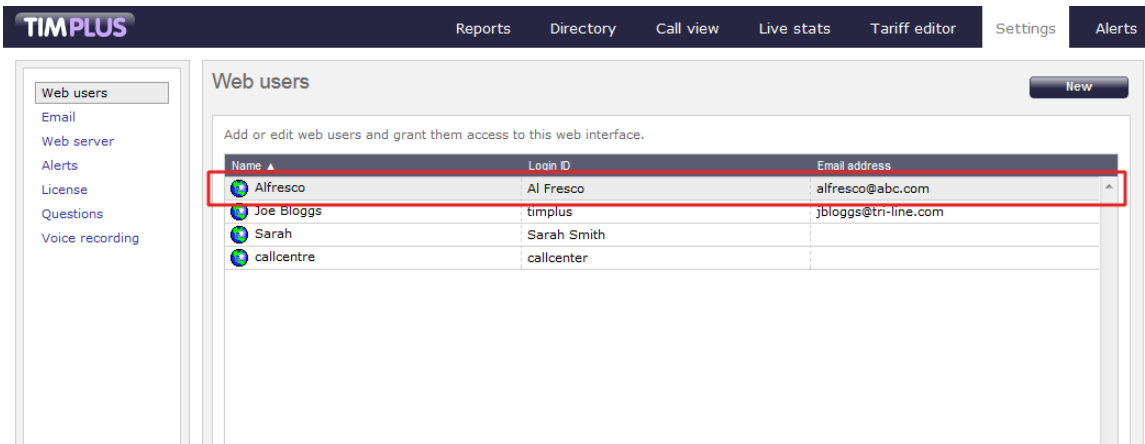 TIMPLUS Reports Directory Call view Live stats Tariff editor Settings Alerts
Web users
Email
Web server
Alerts
License
Questions
Voice recording
Web users New
Add or edit web users and grant them access to this web interface.
Name ▲ Login ID Email address
Alfresco Al Fresco alfresco@abc.com
Joe Bloggs timplus jbloggs@tri-line.com
Sarah Sarah Smith
callcentre callcenter